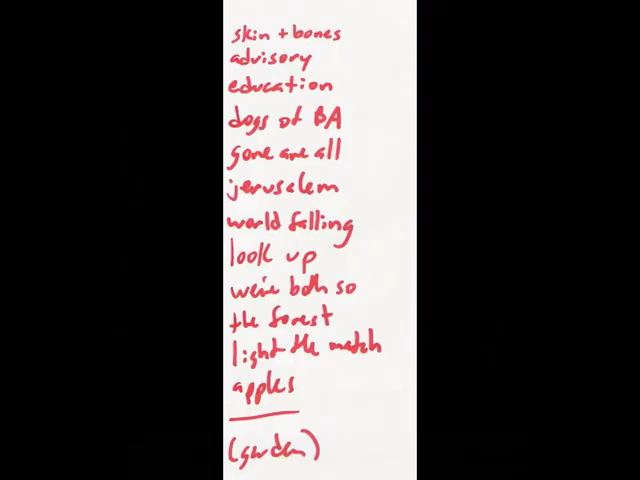 skin + bones
advisory
education
dogs of BA
gone are all
jerusalem
world falling
look up
we're both so
the forest
light the match
apples
(garden)